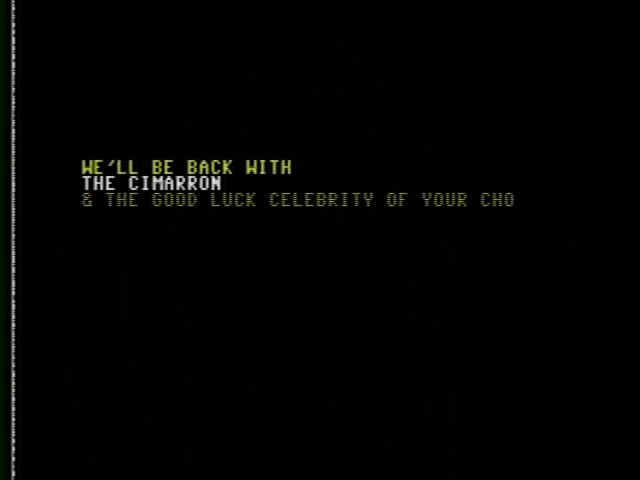 WE'LL BE BACK WITH
THE CIMARRON
& THE GOOD LUCK CELEBRITY OF YOUR CHO